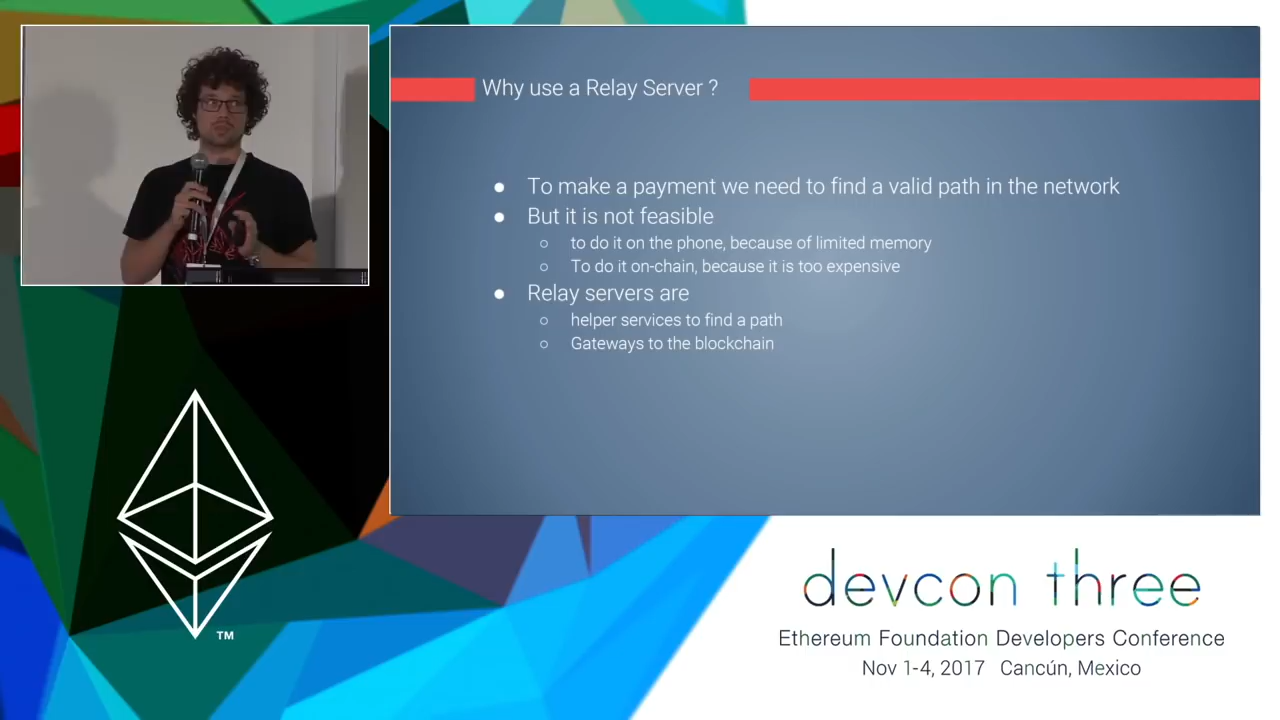 Why use a Relay Server ?
● To make a payment we need to find a valid path in the network
● But it is not feasible
○ to do it on the phone, because of limited memory
○ To do it on-chain, because it is too expensive
● Relay servers are
○ helper services to find a path
○ Gateways to the blockchain
TM
devcon three
Ethereum Foundation Developers Conference
Nov 1-4, 2017 Cancún, Mexico